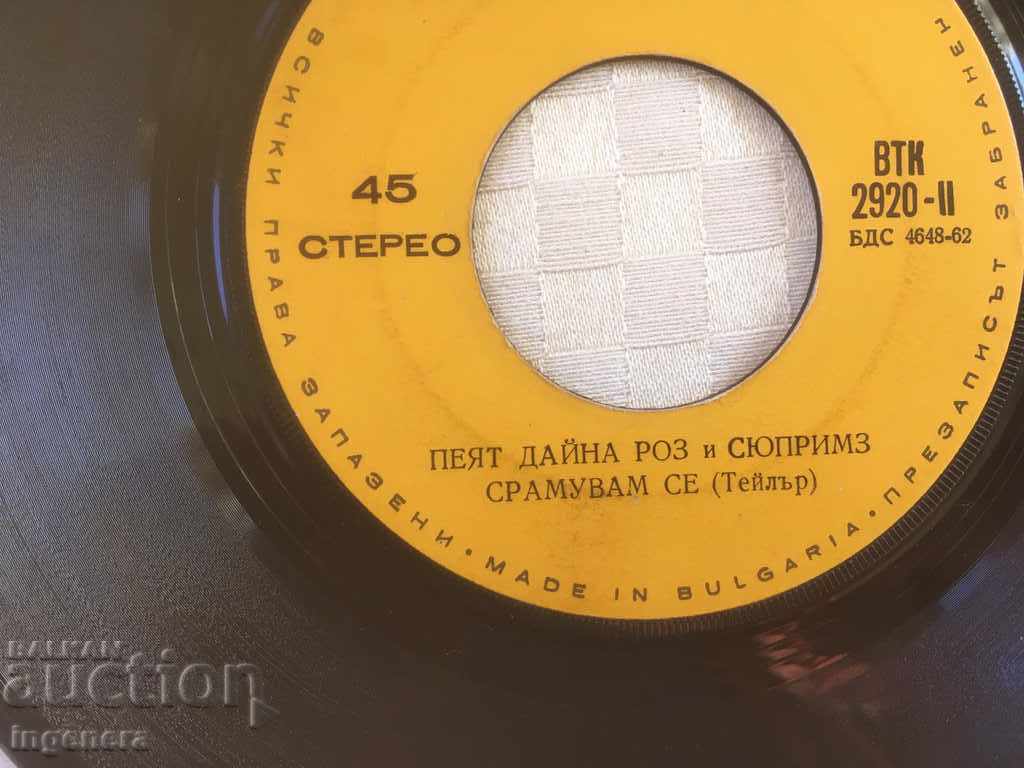 45
СТЕРЕО
ВТК
2920-II
БДС 4648-62
ПЕЯТ ДАЙНА РОЗ и СЮПРИМЗ
СРАМУВАМ СЕ (Тейлър)
ВСИЧКИ ПРАВА ЗАПАЗЕНИ • MADE IN BULGARIA • ПРЕЗАПИСЪТ ЗАБРАНЕН
BALKAN
auction
ingenera